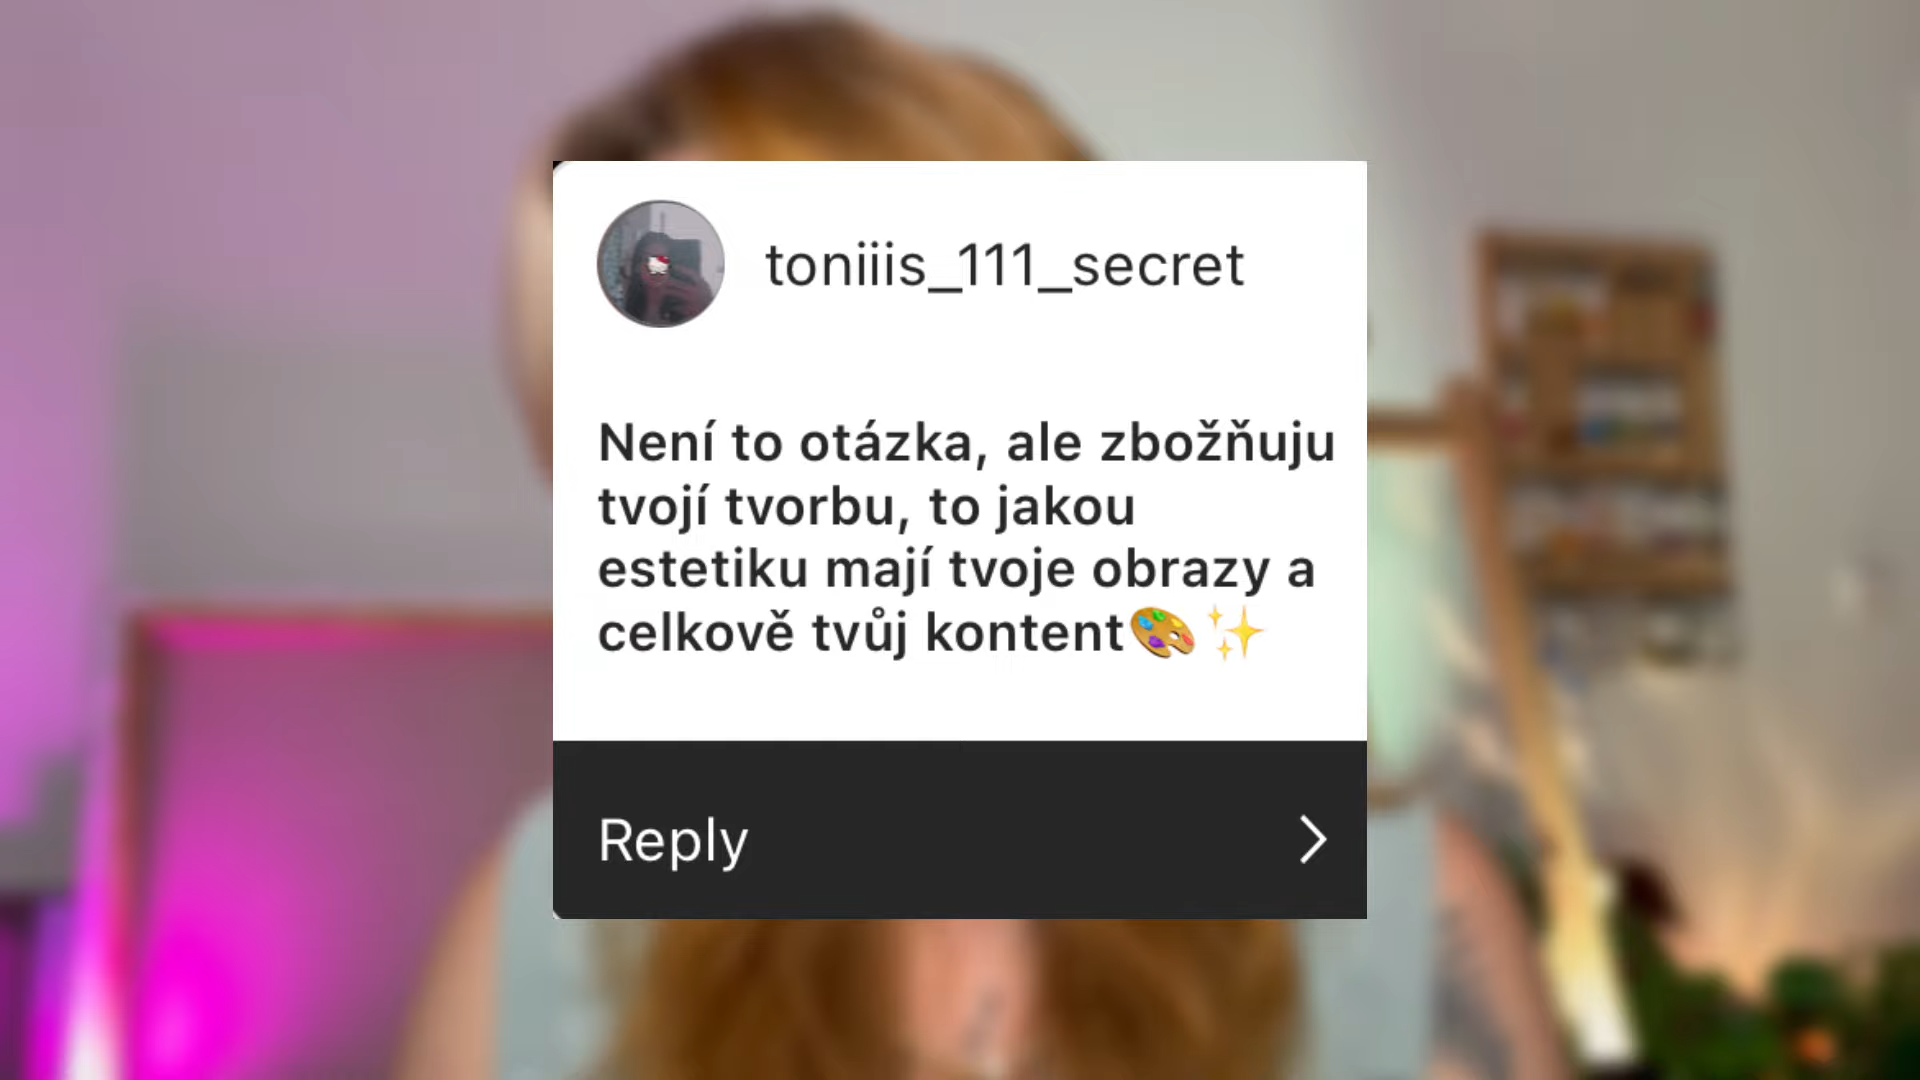 toniiis_111_secret
Není to otázka, ale zbožňuju
tvojí tvorbu, to jakou
estetiku mají tvoje obrazy a
celkově tvůj kontent🎨✨
Reply